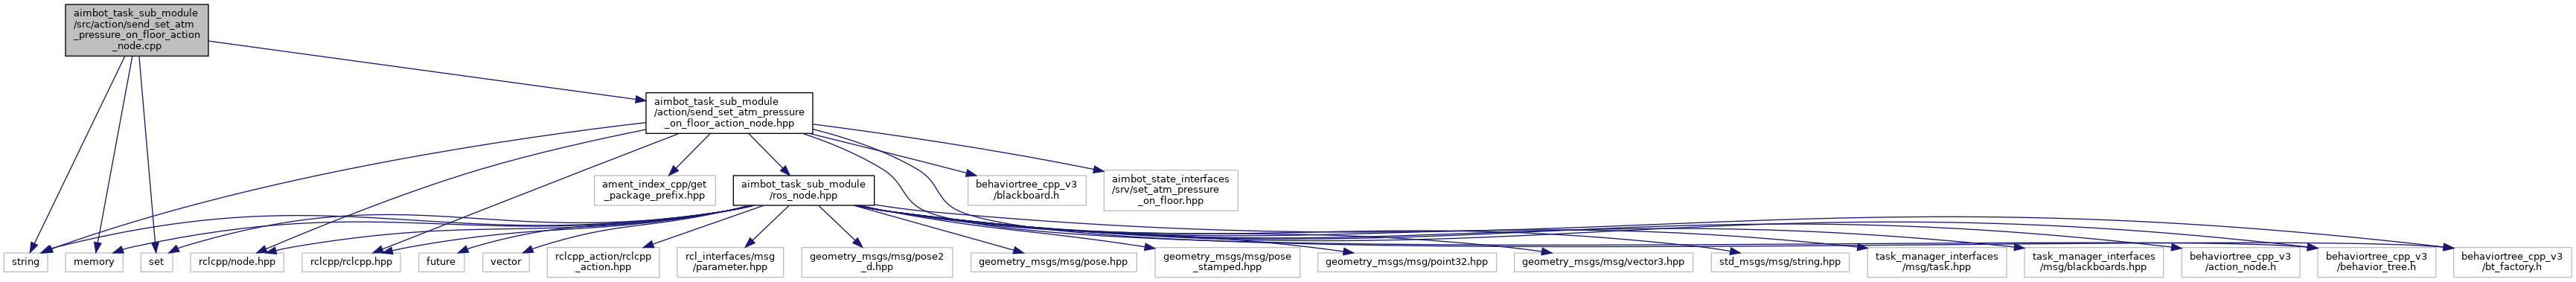 aimbot_task_sub_module
/src/action/send_set_atm
_pressure_on_floor_action
_node.cpp
aimbot_task_sub_module
/action/send_set_atm_pressure
_on_floor_action_node.hpp
ament_index_cpp/get
_package_prefix.hpp
aimbot_task_sub_module
/ros_node.hpp
behaviortree_cpp_v3
/blackboard.h
aimbot_state_interfaces
/srv/set_atm_pressure
_on_floor.hpp
string
memory
set
rclcpp/node.hpp
rclcpp/rclcpp.hpp
future
vector
rclcpp_action/rclcpp
_action.hpp
rcl_interfaces/msg
/parameter.hpp
geometry_msgs/msg/pose2
_d.hpp
geometry_msgs/msg/pose.hpp
geometry_msgs/msg/pose
_stamped.hpp
geometry_msgs/msg/point32.hpp
geometry_msgs/msg/vector3.hpp
std_msgs/msg/string.hpp
task_manager_interfaces
/msg/task.hpp
task_manager_interfaces
/msg/blackboards.hpp
behaviortree_cpp_v3
/action_node.h
behaviortree_cpp_v3
/behavior_tree.h
behaviortree_cpp_v3
/bt_factory.h